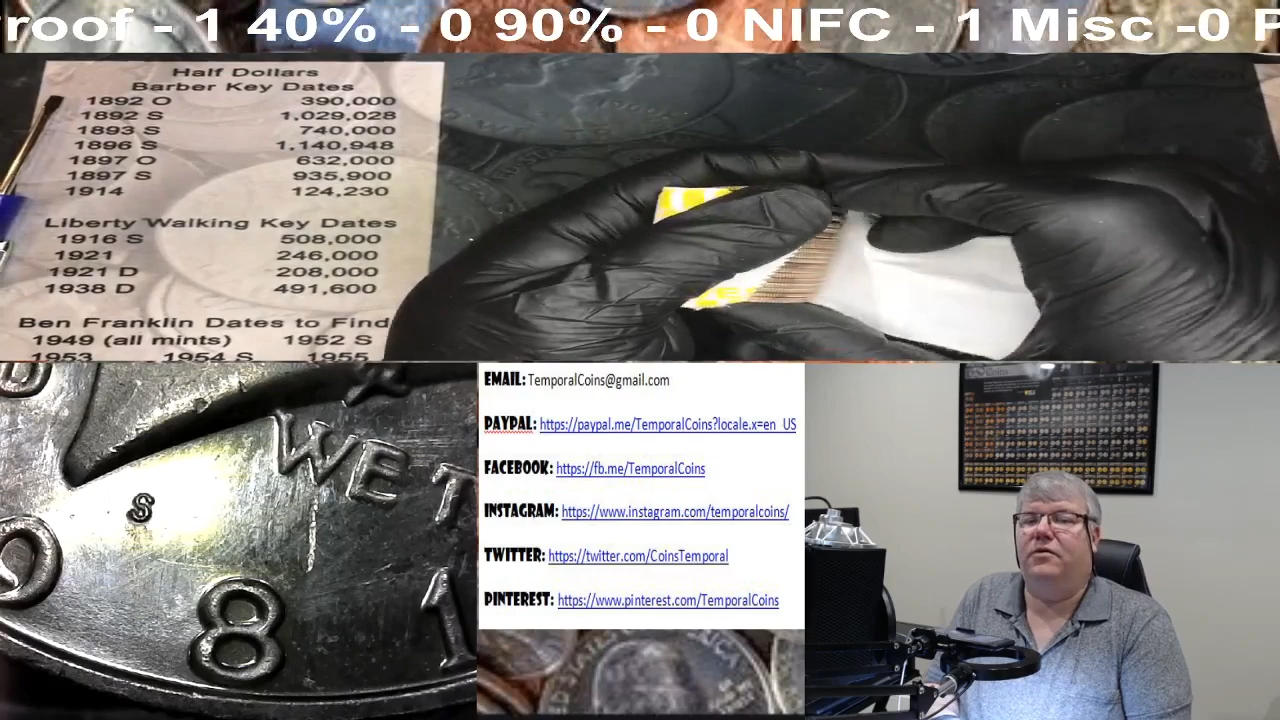 roof - 1 40% - 0 90% - 0 NIFC - 1 Misc -0 P
Half Dollars
Barber Key Dates
1892 O 390,000
1892 S 1,029,028
1893 S 740,000
1896 S 1,140,948
1897 O 632,000
1897 S 935,900
1914 124,230
Liberty Walking Key Dates
1916 S 508,000
1921 246,000
1921 D 208,000
1938 D 491,600
Ben Franklin Dates to Find
1949 (all mints) 1952 S
1953 1954 S 1955
WE T
S
8 1
EMAIL: TemporalCoins@gmail.com
PAYPAL: https://paypal.me/TemporalCoins?locale.x=en_US
FACEBOOK: https://fb.me/TemporalCoins
INSTAGRAM: https://www.instagram.com/temporalcoins/
TWITTER: https://twitter.com/CoinsTemporal
PINTEREST: https://www.pinterest.com/TemporalCoins
Coins